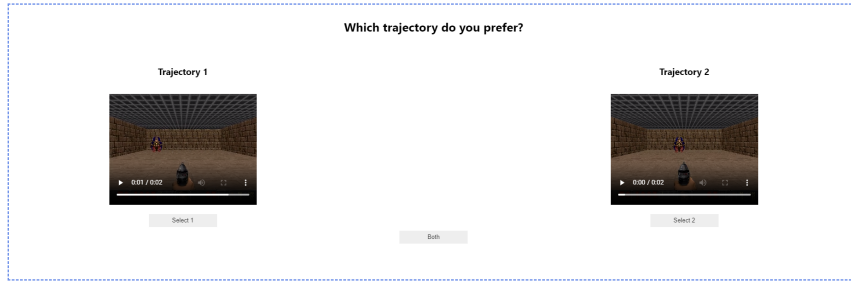 Which trajectory do you prefer?
Trajectory 1
Trajectory 2
0:01 / 0:02
0:00 / 0:02
Select 1
Select 2
Both